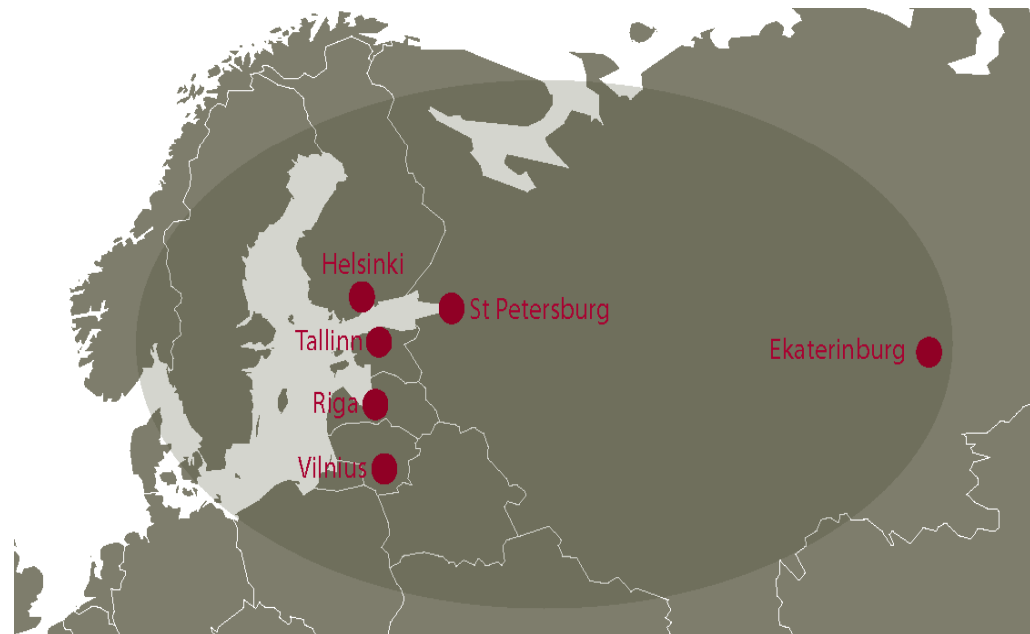 Helsinki
St Petersburg
Tallinn
Ekaterinburg
Riga
Vilnius